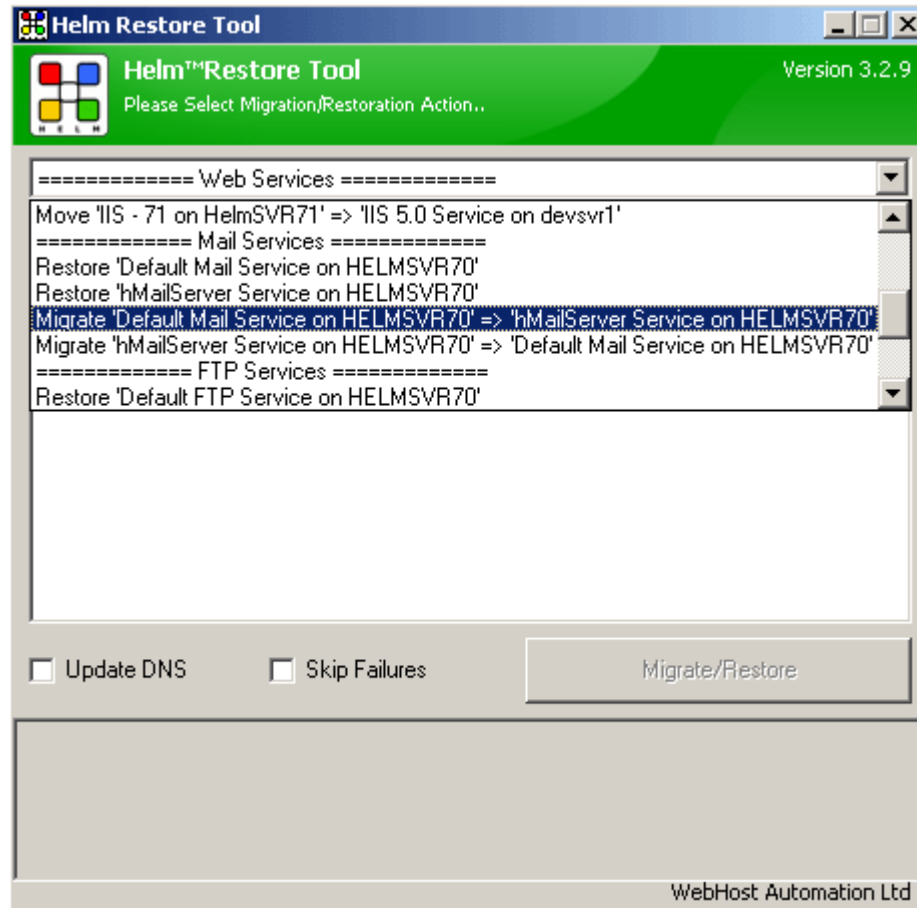 Helm Restore Tool
Helm™Restore Tool
Version 3.2.9
Please Select Migration/Restoration Action..
HELM
============= Web Services =============
Move 'IIS - 71 on HelmSVR71' => 'IIS 5.0 Service on devsvr1'
============= Mail Services =============
Restore 'Default Mail Service on HELMSVR70'
Restore 'hMailServer Service on HELMSVR70'
Migrate 'Default Mail Service on HELMSVR70' => 'hMailServer Service on HELMSVR70'
Migrate 'hMailServer Service on HELMSVR70' => 'Default Mail Service on HELMSVR70'
============= FTP Services =============
Restore 'Default FTP Service on HELMSVR70'
Update DNS
Skip Failures
Migrate/Restore
WebHost Automation Ltd